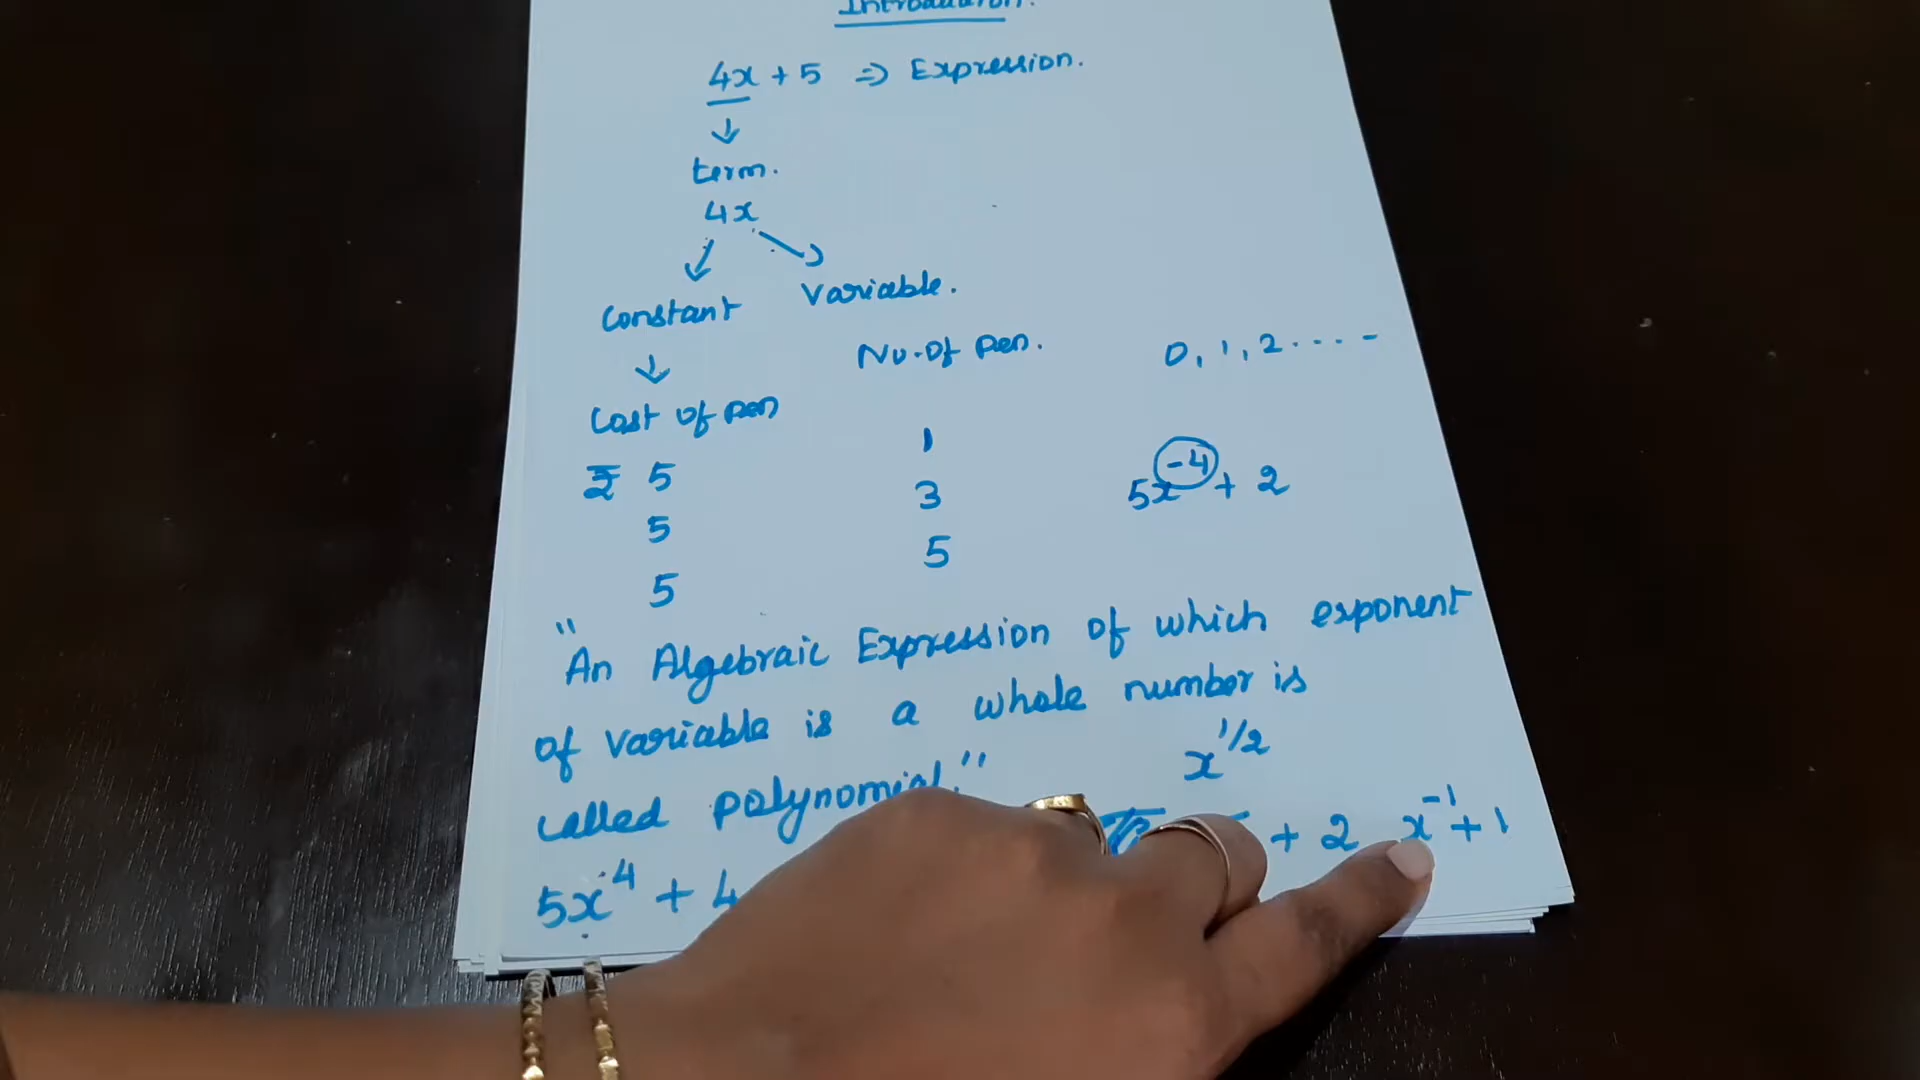 Introduction.
4x + 5 => Expression.
↓
term.
4x
Constant Variable.
↓
No. of pen. 0, 1, 2 . . . . -
Cost of pen
1
₹ 5
5x⁻⁴ + 2
3
5
5
5
"An Algebraic Expression of which exponent
of variable is a whole number is
called polynomial."
x^1/2
5x⁴ + 4
+ 2 x⁻¹ + 1